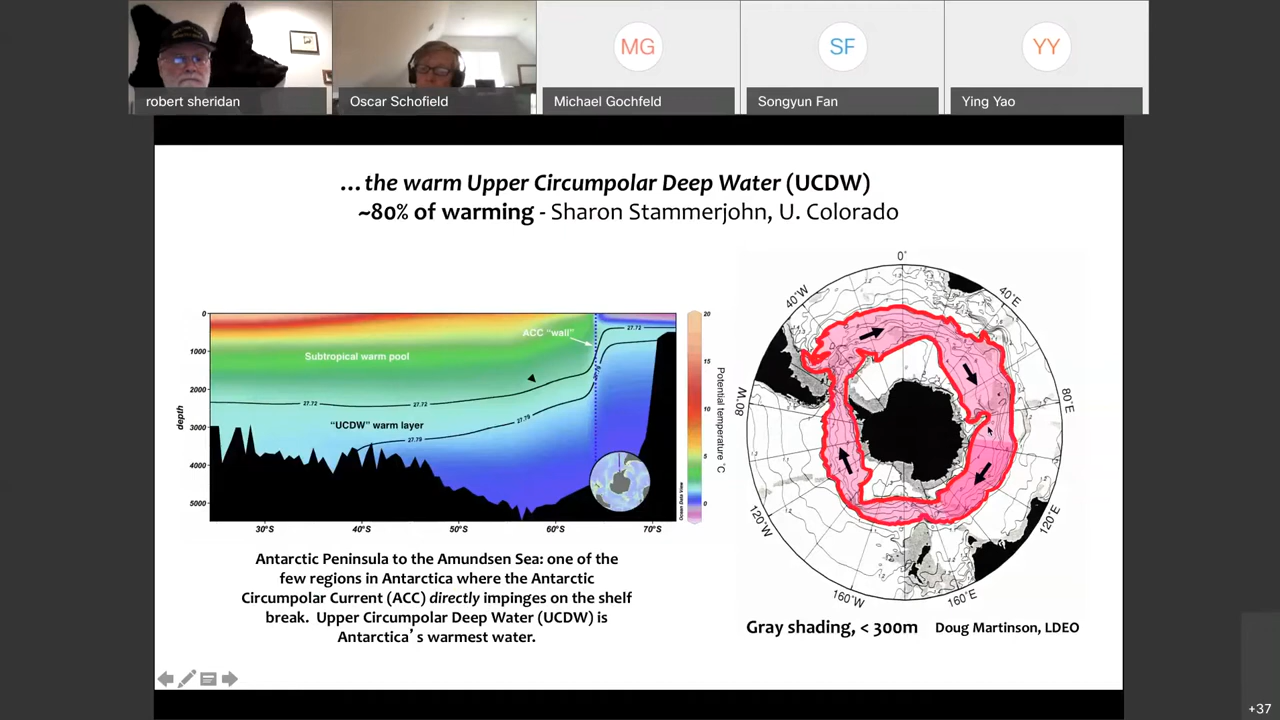 MG
SF
YY
robert sheridan
Oscar Schofield
Michael Gochfeld
Songyun Fan
Ying Yao
...the warm Upper Circumpolar Deep Water (UCDW)
~80% of warming - Sharon Stammerjohn, U. Colorado
0
1000
2000
3000
4000
5000
depth
ACC "wall"
Subtropical warm pool
"UCDW" warm layer
27.72
27.72
27.72
27.75
27.75
30°S
40°S
50°S
60°S
70°S
20
15
10
5
0
Potential temperature °C
Ocean Data View
0°
40°W
40°E
80°W
80°E
120°W
120°E
160°W
160°E
Antarctic Peninsula to the Amundsen Sea: one of the
few regions in Antarctica where the Antarctic
Circumpolar Current (ACC) directly impinges on the shelf
break. Upper Circumpolar Deep Water (UCDW) is
Antarctica's warmest water.
Gray shading, < 300m
Doug Martinson, LDEO
+37